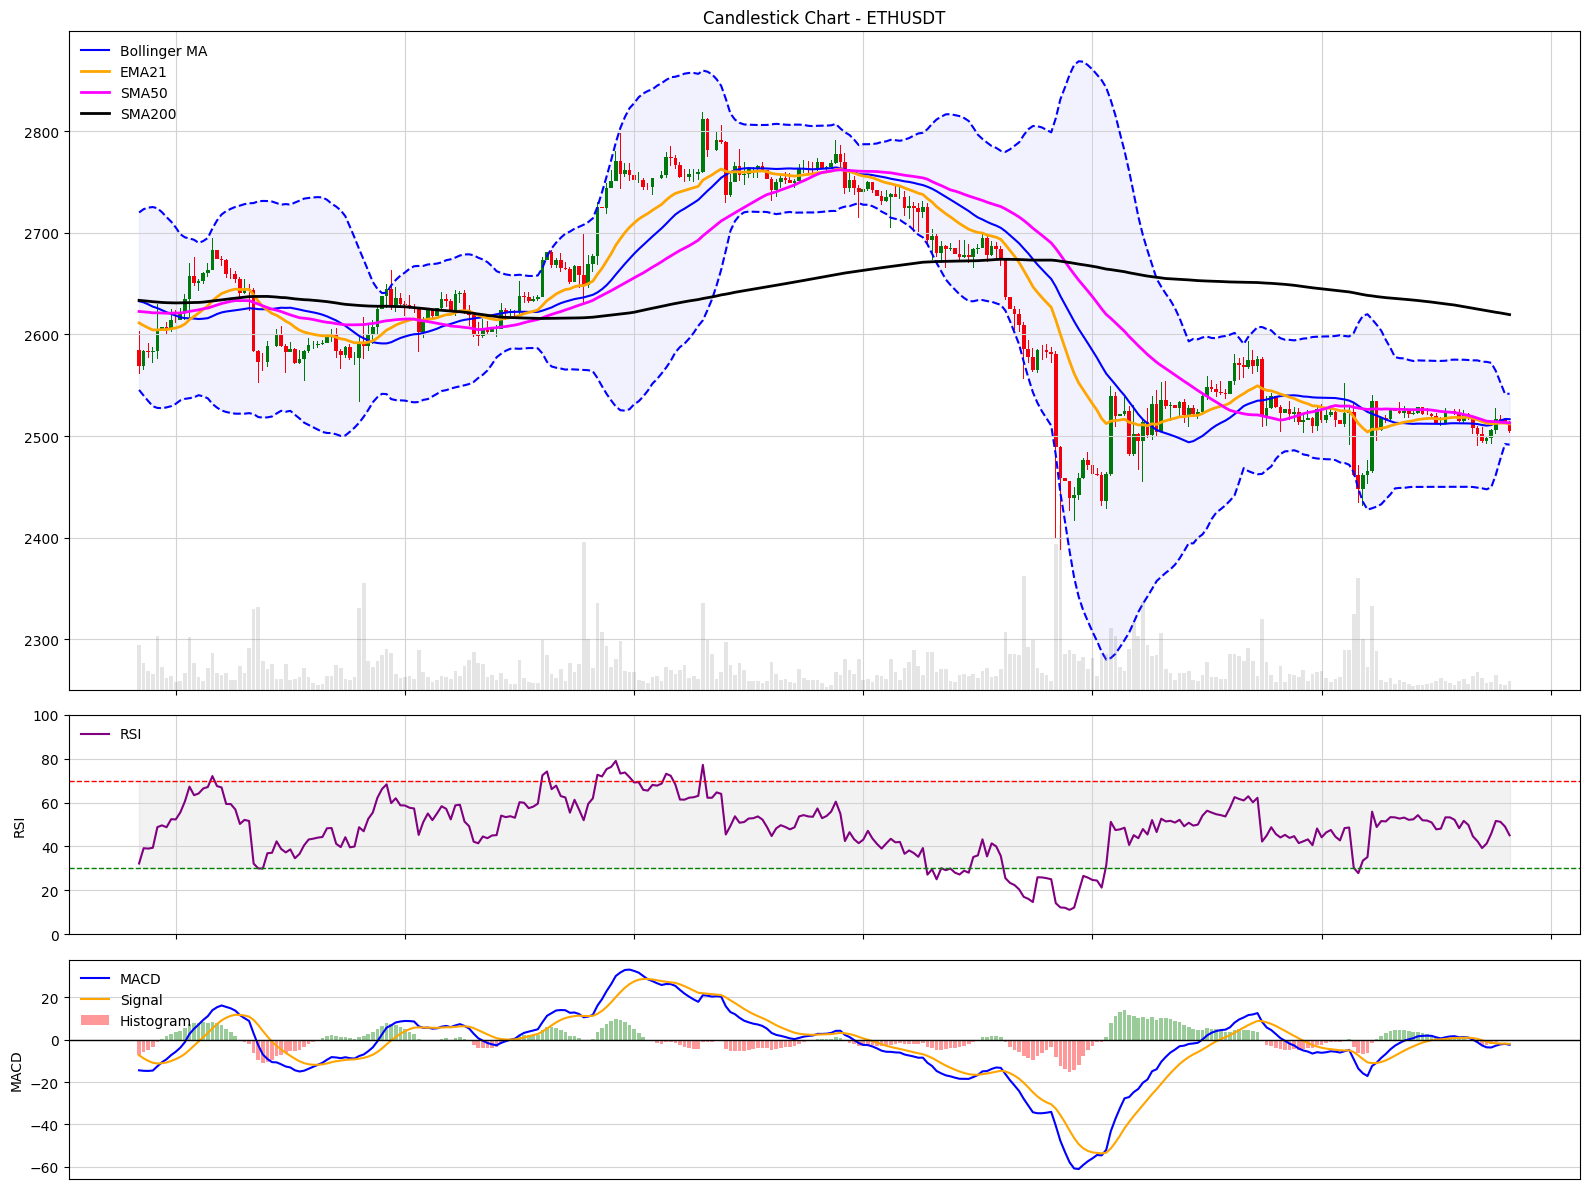 Candlestick Chart - ETHUSDT
Bollinger MA
EMA21
SMA50
SMA200
2800
2700
2600
2500
2400
2300
100
RSI
80
60
RSI
40
20
0
MACD
20
Signal
Histogram
0
MACD
−20
−40
−60